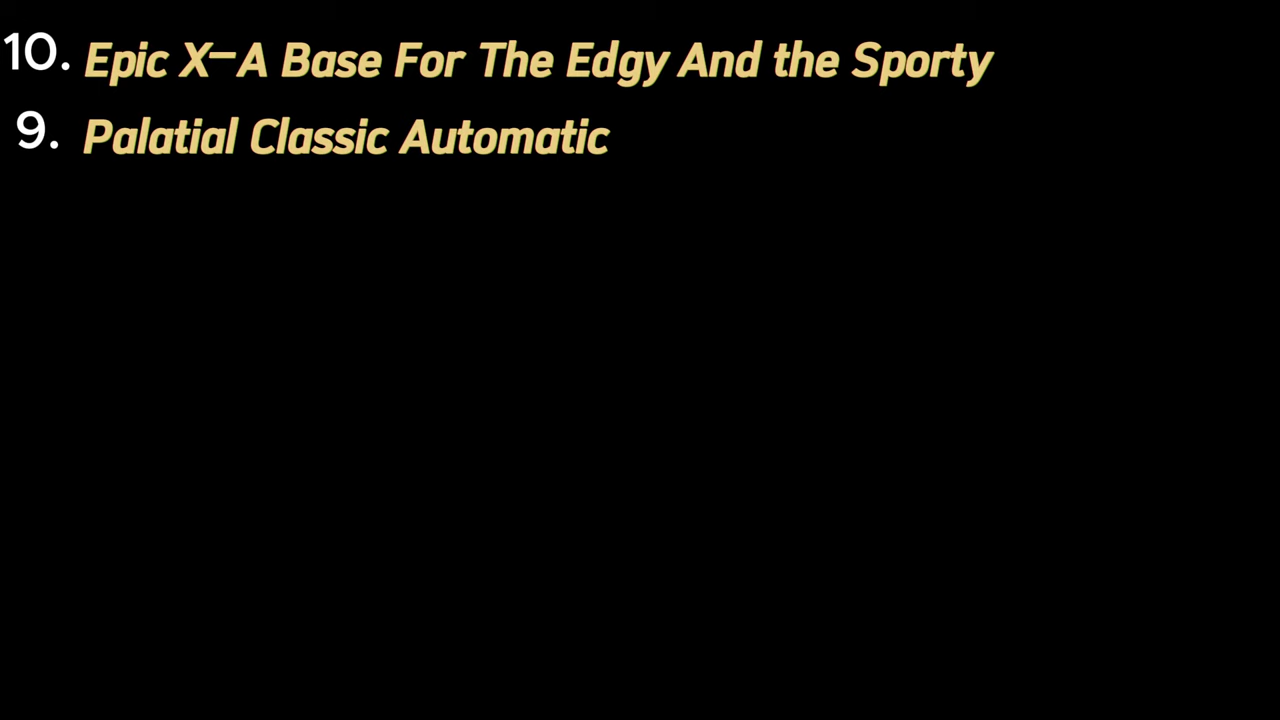 10. Epic X–A Base For The Edgy And the Sporty
9. Palatial Classic Automatic